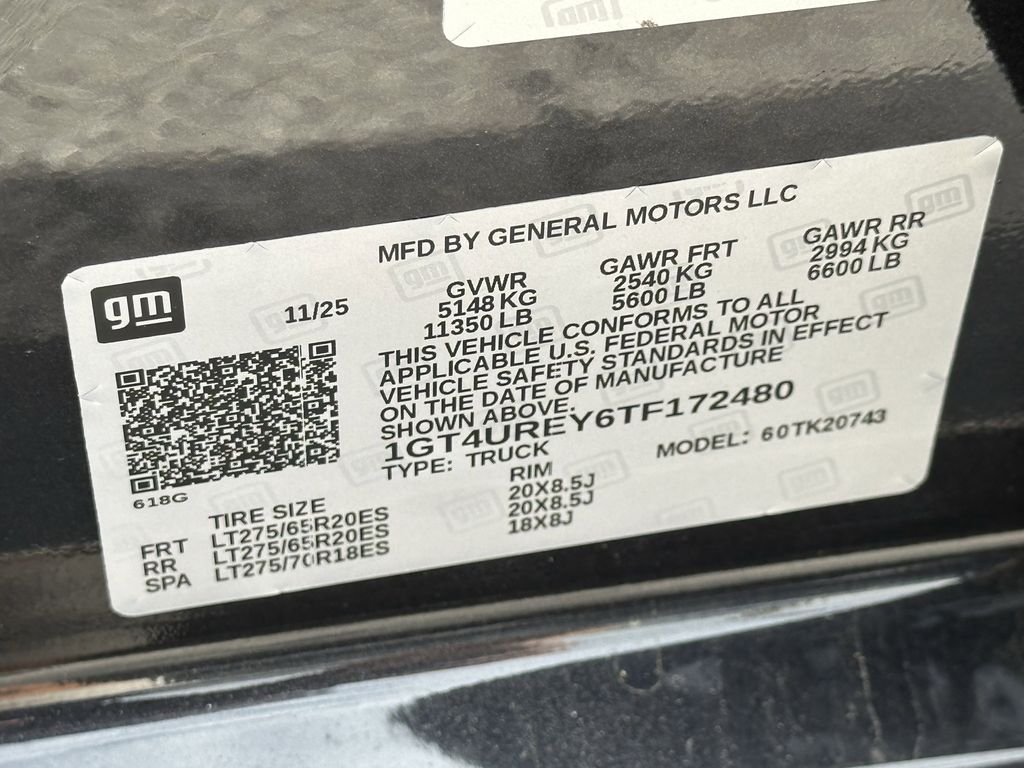 gm
MFD BY GENERAL MOTORS LLC
gm
11/25
GVWR
5148 KG
11350 LB
GAWR FRT
2540 KG
5600 LB
GAWR RR
2994 KG
6600 LB
THIS VEHICLE CONFORMS TO ALL
APPLICABLE U.S. FEDERAL MOTOR
VEHICLE SAFETY STANDARDS IN EFFECT
ON THE DATE OF MANUFACTURE
SHOWN ABOVE.
1GT4UREY6TF172480
TYPE: TRUCK
MODEL: 60TK20743
618G
TIRE SIZE
RIM
FRT LT275/65R20ES 20X8.5J
RR LT275/65R20ES 20X8.5J
SPA LT275/70R18ES 18X8J